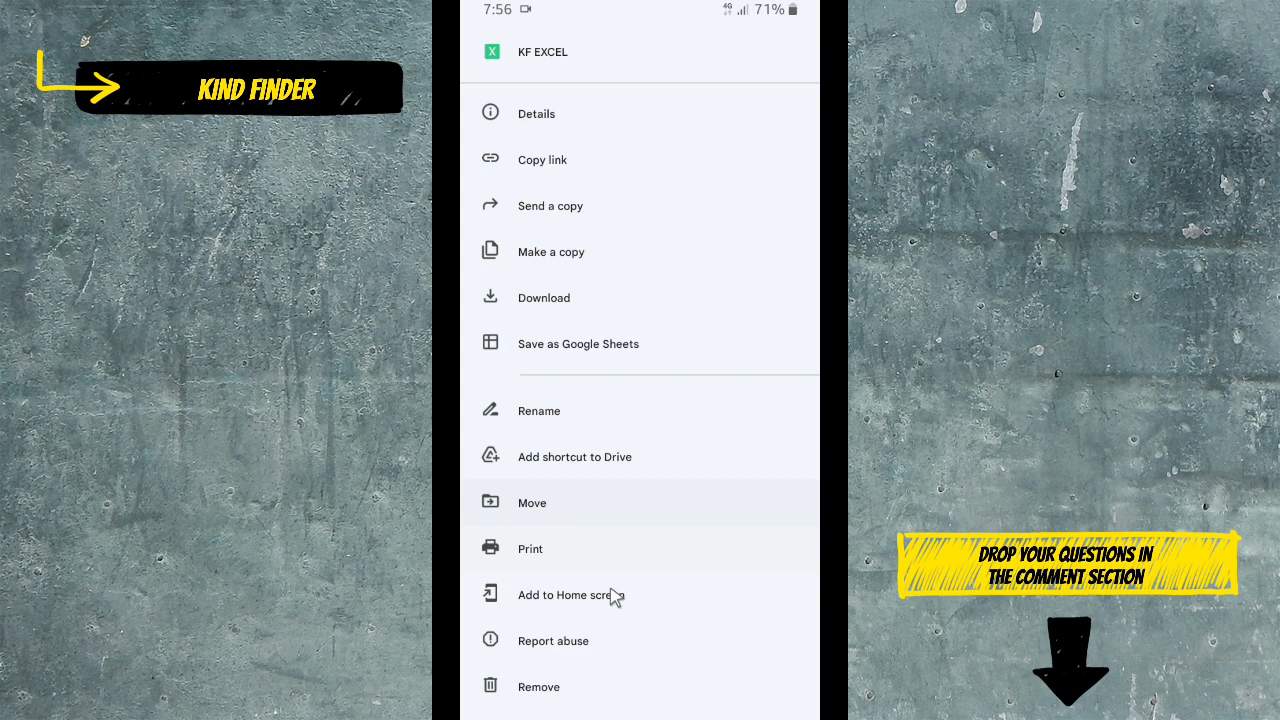 KIND FINDER
7:56
4G
71%
X
KF EXCEL
Details
Copy link
Send a copy
Make a copy
Download
Save as Google Sheets
Rename
Add shortcut to Drive
Move
Print
Add to Home screen
Report abuse
Remove
DROP YOUR QUESTIONS IN
THE COMMENT SECTION